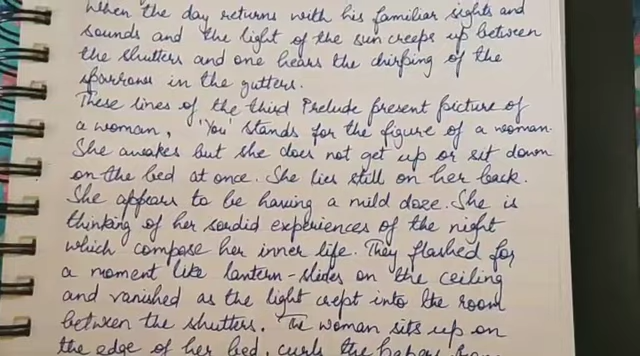 When the day returns with his familiar sights and
sounds and the light of the sun creeps up between
the shutters and one hears the chirping of the
sparrows in the gutters.
These lines of the third Prelude present picture of
a woman, 'You' stands for the figure of a woman.
She awakes but she does not get up or sit down
on the bed at once. She lies still on her back.
She appears to be having a mild doze. She is
thinking of her sordid experiences of the night
which compose her inner life. They flashed for
a moment like lantern-slides on the ceiling
and vanished as the light crept into the room
between the shutters. The woman sits up on
the edge of her bed, curls the